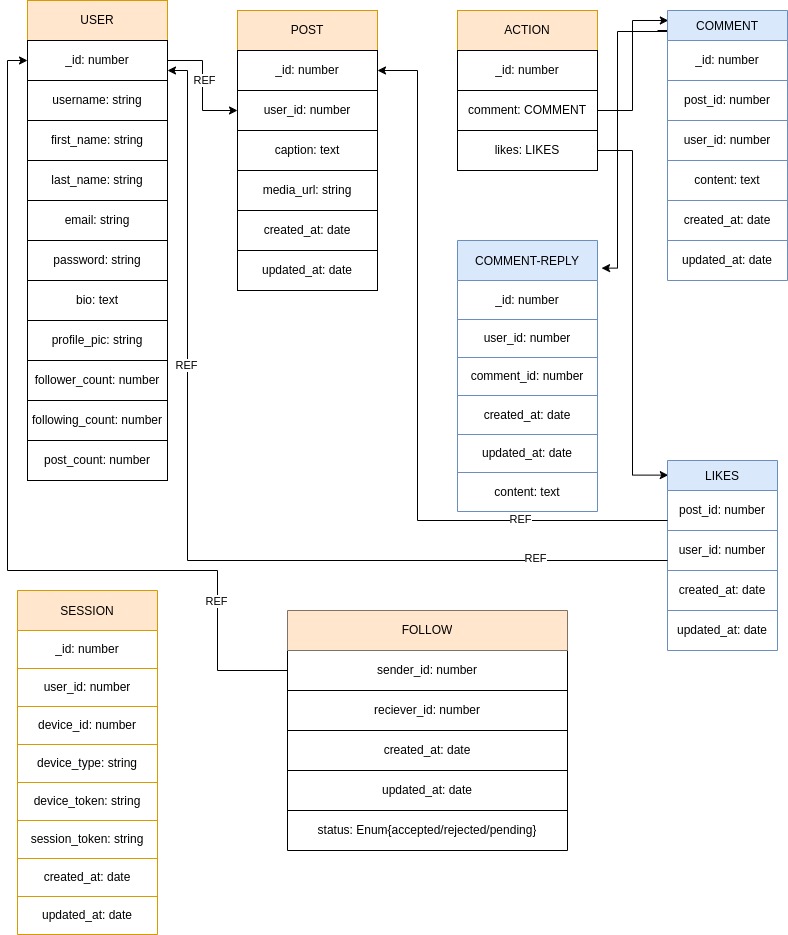 USER
_id: number
username: string
first_name: string
last_name: string
email: string
password: string
bio: text
profile_pic: string
follower_count: number
following_count: number
post_count: number
REF
POST
_id: number
user_id: number
caption: text
media_url: string
created_at: date
updated_at: date
ACTION
_id: number
comment: COMMENT
likes: LIKES
COMMENT
_id: number
post_id: number
user_id: number
content: text
created_at: date
updated_at: date
COMMENT-REPLY
_id: number
user_id: number
comment_id: number
created_at: date
updated_at: date
content: text
REF
LIKES
post_id: number
user_id: number
created_at: date
updated_at: date
REF
REF
REF
SESSION
_id: number
user_id: number
device_id: number
device_type: string
device_token: string
session_token: string
created_at: date
updated_at: date
FOLLOW
sender_id: number
reciever_id: number
created_at: date
updated_at: date
status: Enum{accepted/rejected/pending}